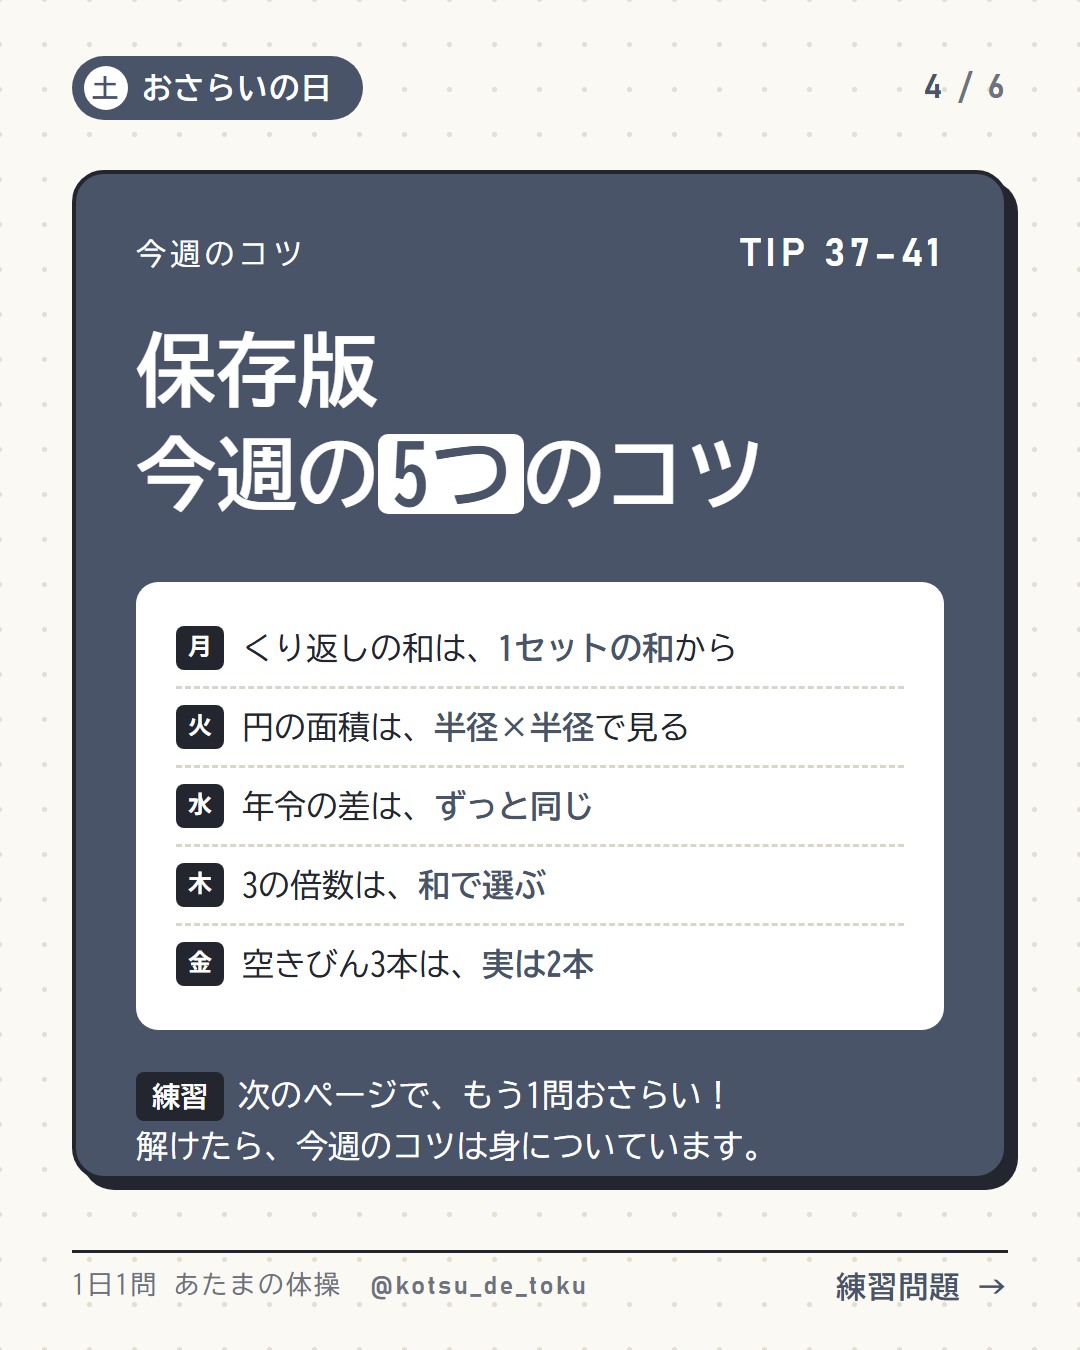 土 おさらいの日
4 / 6
今週のコツ
TIP 37–41
保存版
今週の5つのコツ
月 くり返しの和は、1セットの和から
火 円の面積は、半径×半径で見る
水 年令の差は、ずっと同じ
木 3の倍数は、和で選ぶ
金 空きびん3本は、実は2本
練習 次のページで、もう1問おさらい！
解けたら、今週のコツは身についています。
1日1問 あたまの体操 @kotsu_de_toku
練習問題 →